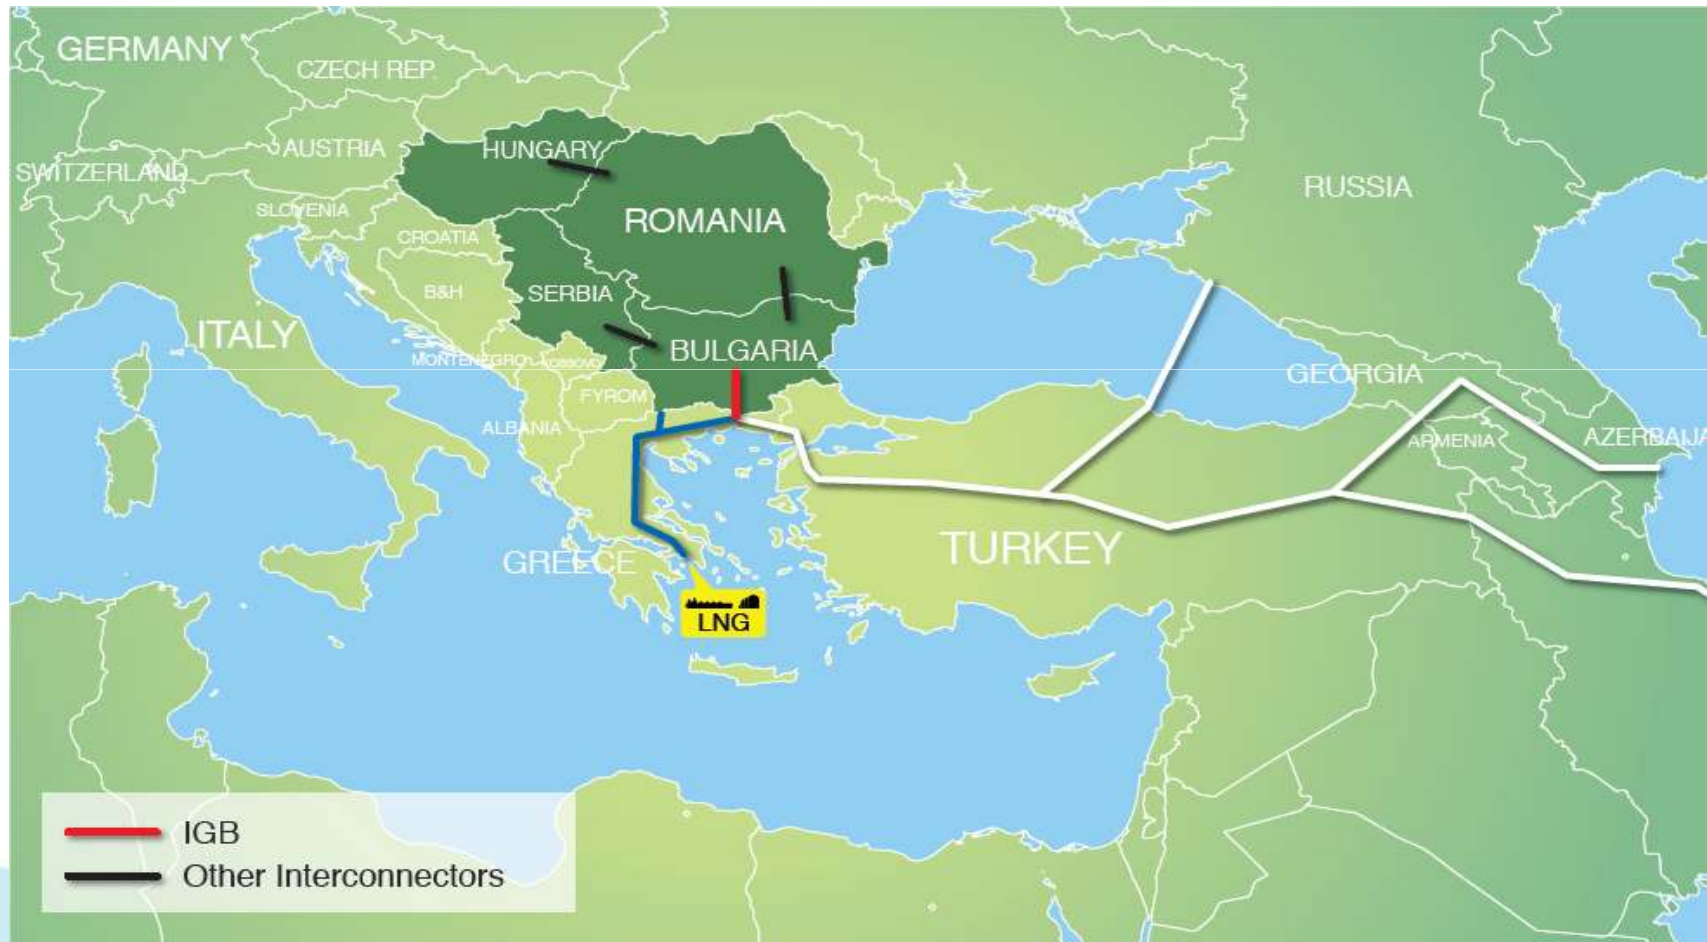 GERMANY
CZECH REP.
AUSTRIA
HUNGARY
SWITZERLAND
RUSSIA
SLOVENIA
ROMANIA
CROATIA
B&H
SERBIA
ITALY
BULGARIA
MONTENEGRO
KOSSOVO
GEORGIA
FYROM
ALBANIA
ARMENIA
AZERBAIJA
TURKEY
GREECE
LNG
IGB
Other Interconnectors